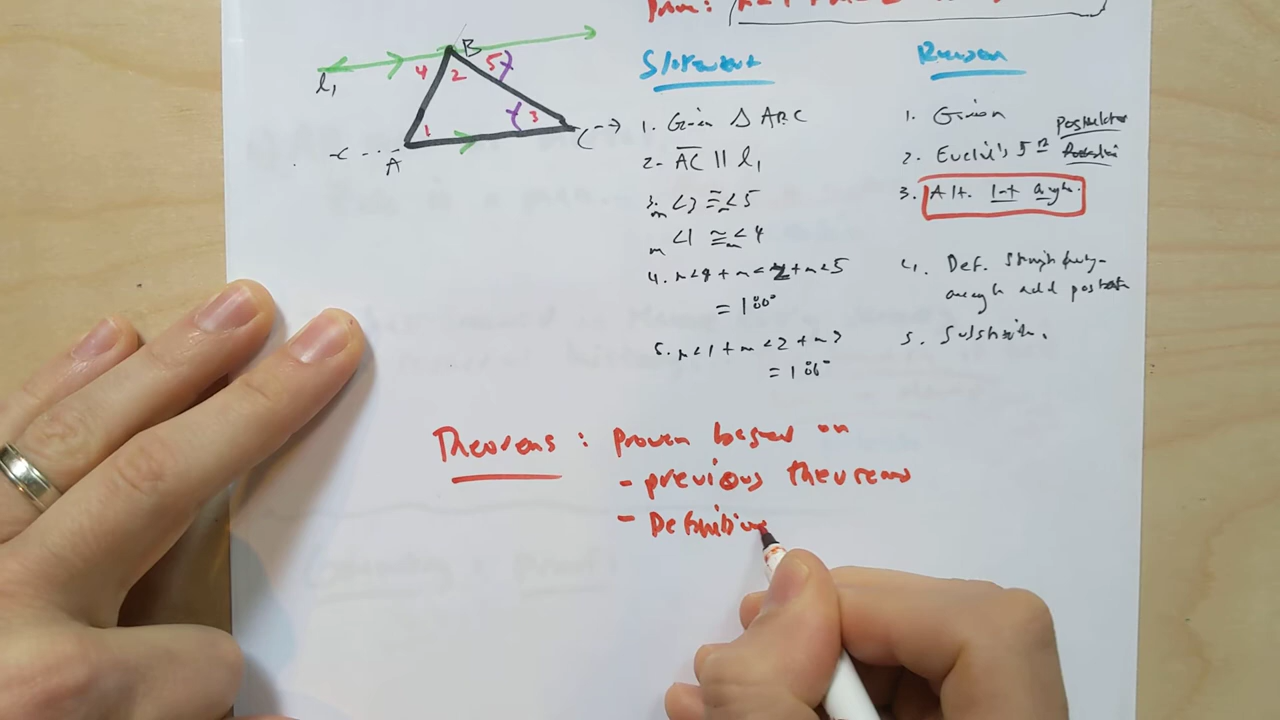 Prove:
B
4 2 5
l₁
1 3
A
C
Statement
1. Given △ ABC
2. AC || l₁
3. m<3 ≅ m<5
m<1 ≅ m<4
4. m<4 + m<2 + m<5
= 180°
5. m<1 + m<2 + m<3
= 180°
Reason
1. Given
postulate
2. Euclid's 5th
3. Alt. Int angle.
4. Def. straight
angle add postulate
5. Substitution.
Theorems : proven based on
- previous theorems
- Definitions